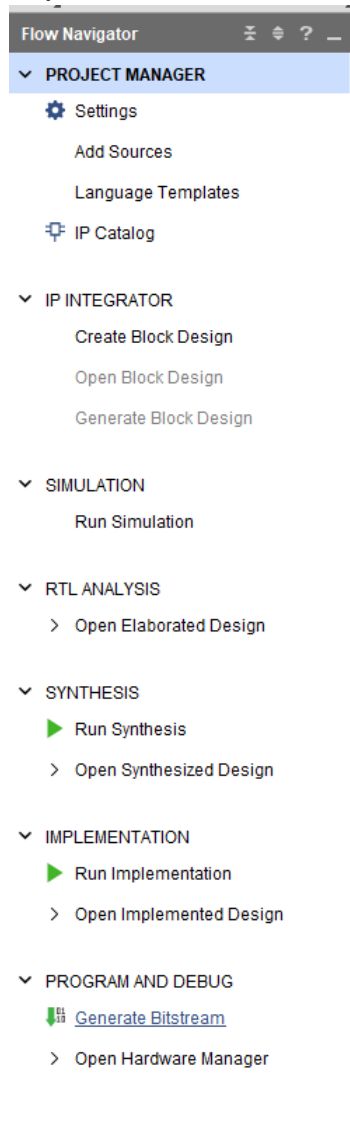 Flow Navigator ?
PROJECT MANAGER
Settings
Add Sources
Language Templates
IP Catalog
IP INTEGRATOR
Create Block Design
Open Block Design
Generate Block Design
SIMULATION
Run Simulation
RTL ANALYSIS
Open Elaborated Design
SYNTHESIS
Run Synthesis
Open Synthesized Design
IMPLEMENTATION
Run Implementation
Open Implemented Design
PROGRAM AND DEBUG
Generate Bitstream
Open Hardware Manager